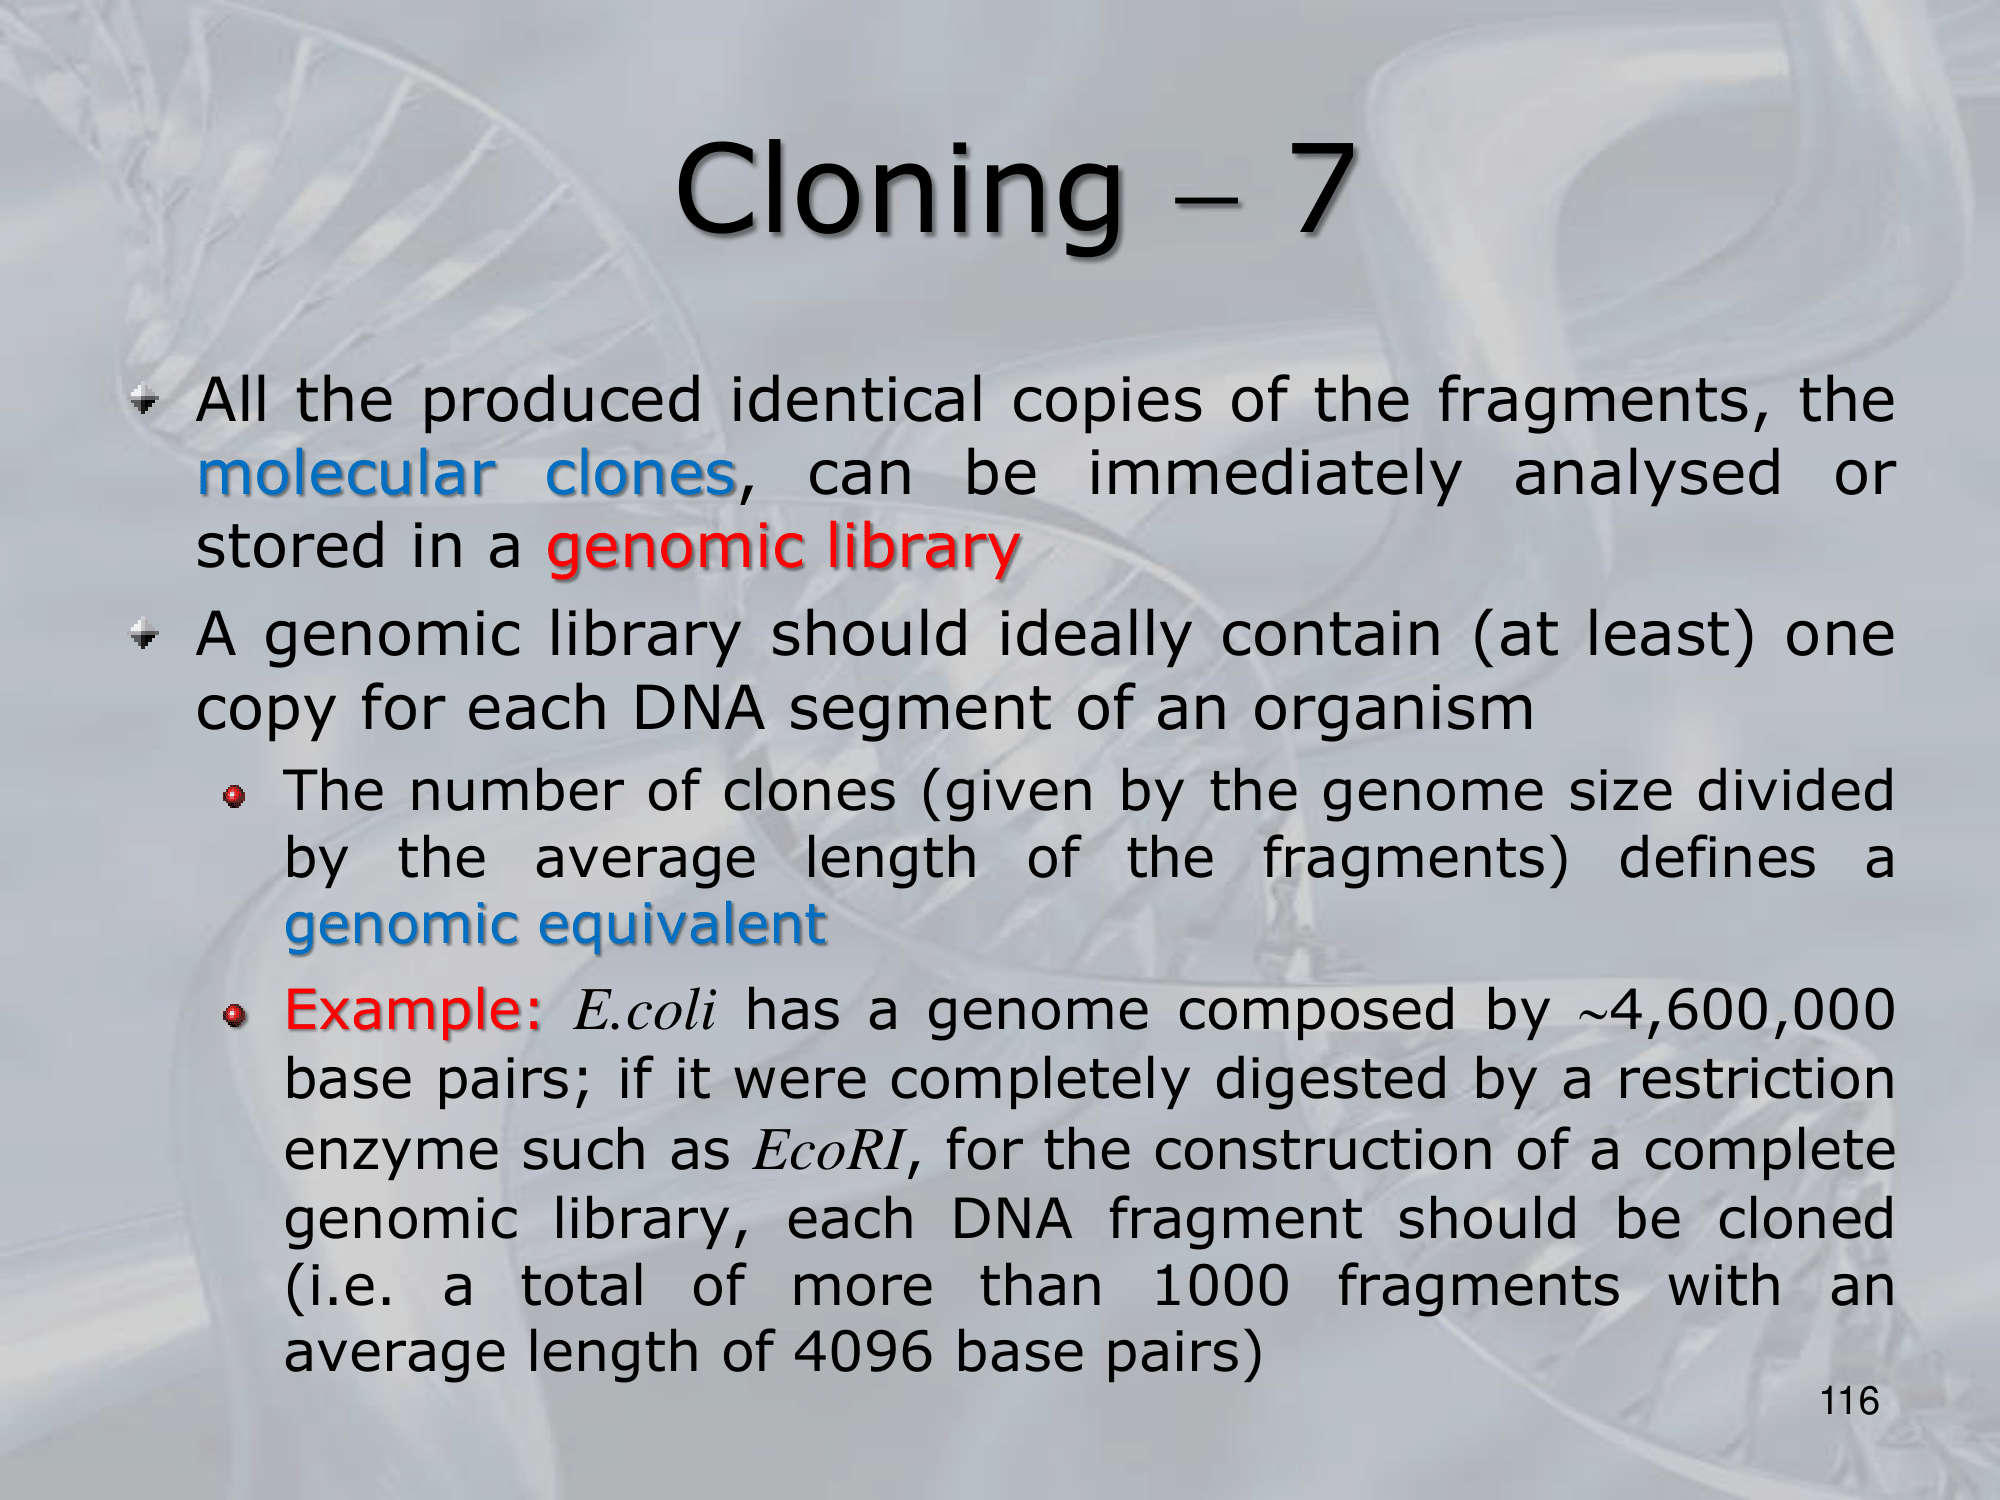 Cloning – 7
All the produced identical copies of the fragments, the
molecular clones, can be immediately analysed or
stored in a genomic library
A genomic library should ideally contain (at least) one
copy for each DNA segment of an organism
The number of clones (given by the genome size divided
by the average length of the fragments) defines a
genomic equivalent
Example: E.coli has a genome composed by ~4,600,000
base pairs; if it were completely digested by a restriction
enzyme such as EcoRI, for the construction of a complete
genomic library, each DNA fragment should be cloned
(i.e. a total of more than 1000 fragments with an
average length of 4096 base pairs)
116